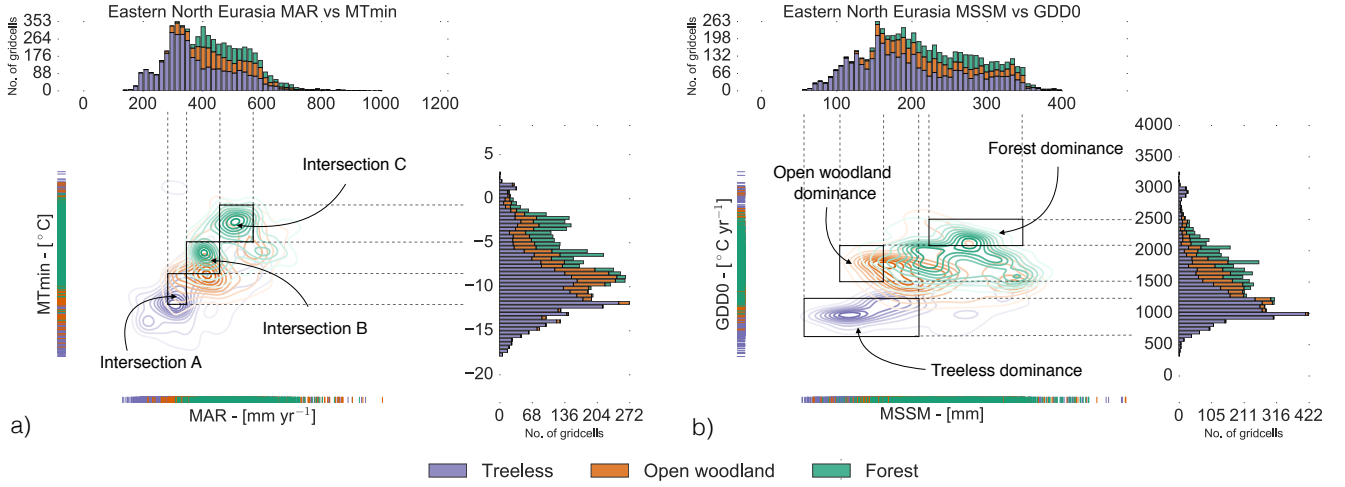 Eastern North Eurasia MAR vs MTmin
No. of gridcells
353
264
176
88
0
0 200 400 600 800 1000 1200
MTmin - [°C]
Intersection C
Intersection B
Intersection A
5
0
−5
−10
−15
−20
MAR - [mm yr−1]
0 68 136 204 272
No. of gridcells
a)
Eastern North Eurasia MSSM vs GDD0
No. of gridcells
263
198
132
66
0
0 100 200 300 400
GDD0 - [°C yr−1]
Forest dominance
Open woodland
dominance
Treeless dominance
4000
3500
3000
2500
2000
1500
1000
500
0
MSSM - [mm]
0 105 211 316 422
No. of gridcells
b)
Treeless Open woodland Forest